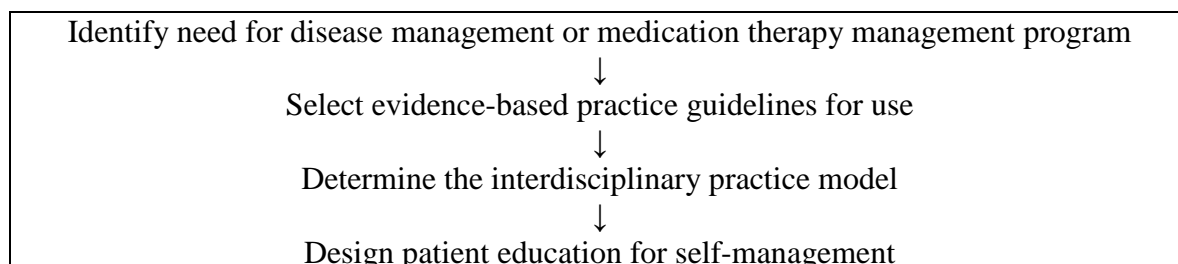 Identify need for disease management or medication therapy management program
↓
Select evidence-based practice guidelines for use
↓
Determine the interdisciplinary practice model
↓
Design patient education for self-management